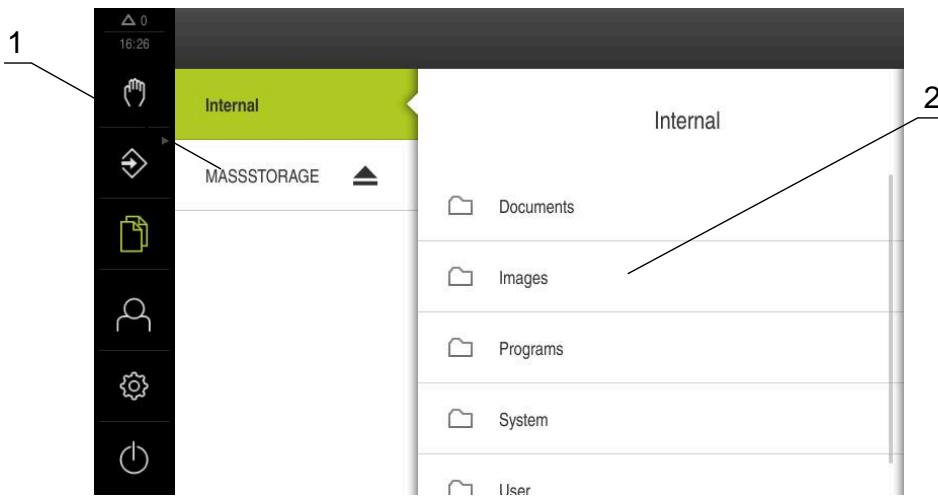 1
0
16:26
Internal
MASSSTORAGE
Internal
2
Documents
Images
Programs
System
User